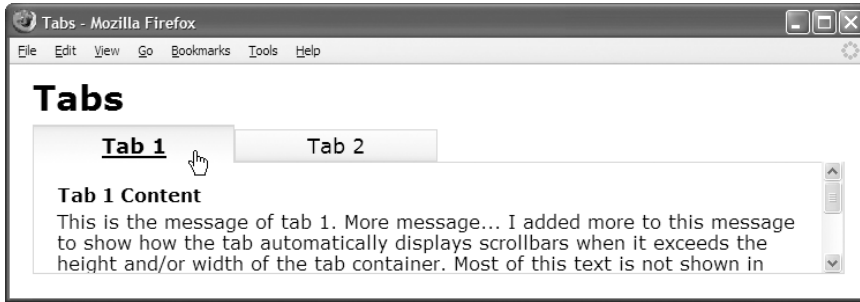 Tabs - Mozilla Firefox
File Edit View Go Bookmarks Tools Help
Tabs
Tab 1 Tab 2
Tab 1 Content
This is the message of tab 1. More message... I added more to this message
to show how the tab automatically displays scrollbars when it exceeds the
height and/or width of the tab container. Most of this text is not shown in